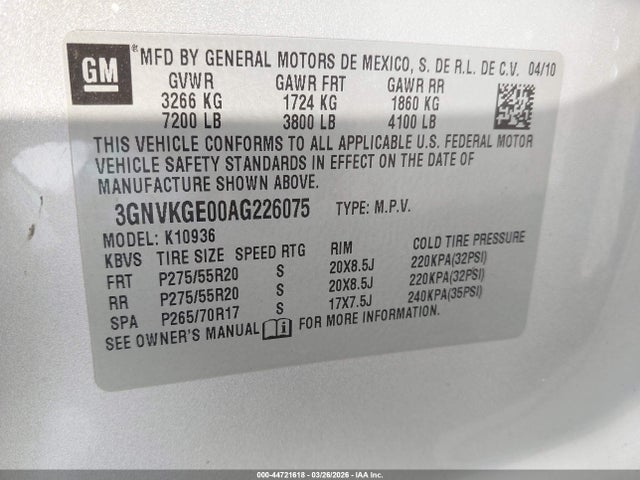 GM
MFD BY GENERAL MOTORS DE MEXICO, S. DE R.L. DE C.V. 04/10
GVWR GAWR FRT GAWR RR
3266 KG 1724 KG 1860 KG
7200 LB 3800 LB 4100 LB
THIS VEHICLE CONFORMS TO ALL APPLICABLE U.S. FEDERAL MOTOR
VEHICLE SAFETY STANDARDS IN EFFECT ON THE DATE OF
MANUFACTURE SHOWN ABOVE.
3GNVKGE00AG226075 TYPE: M.P.V.
MODEL: K10936
KBVS TIRE SIZE SPEED RTG RIM COLD TIRE PRESSURE
FRT P275/55R20 S 20X8.5J 220KPA(32PSI)
RR P275/55R20 S 20X8.5J 220KPA(32PSI)
SPA P265/70R17 S 17X7.5J 240KPA(35PSI)
SEE OWNER'S MANUAL FOR MORE INFORMATION.
000-44721618 | 03/26/2026 | IAA Inc.